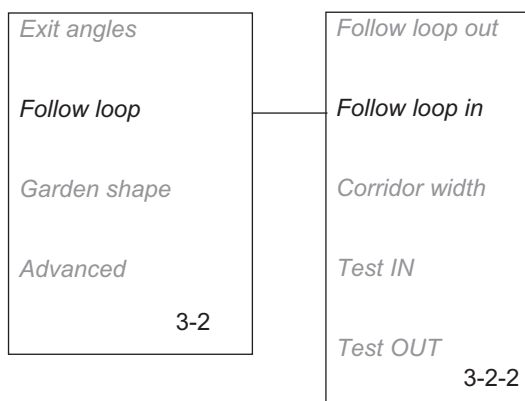 Exit angles
Follow loop
Garden shape
Advanced
3-2
Follow loop out
Follow loop in
Corridor width
Test IN
Test OUT
3-2-2